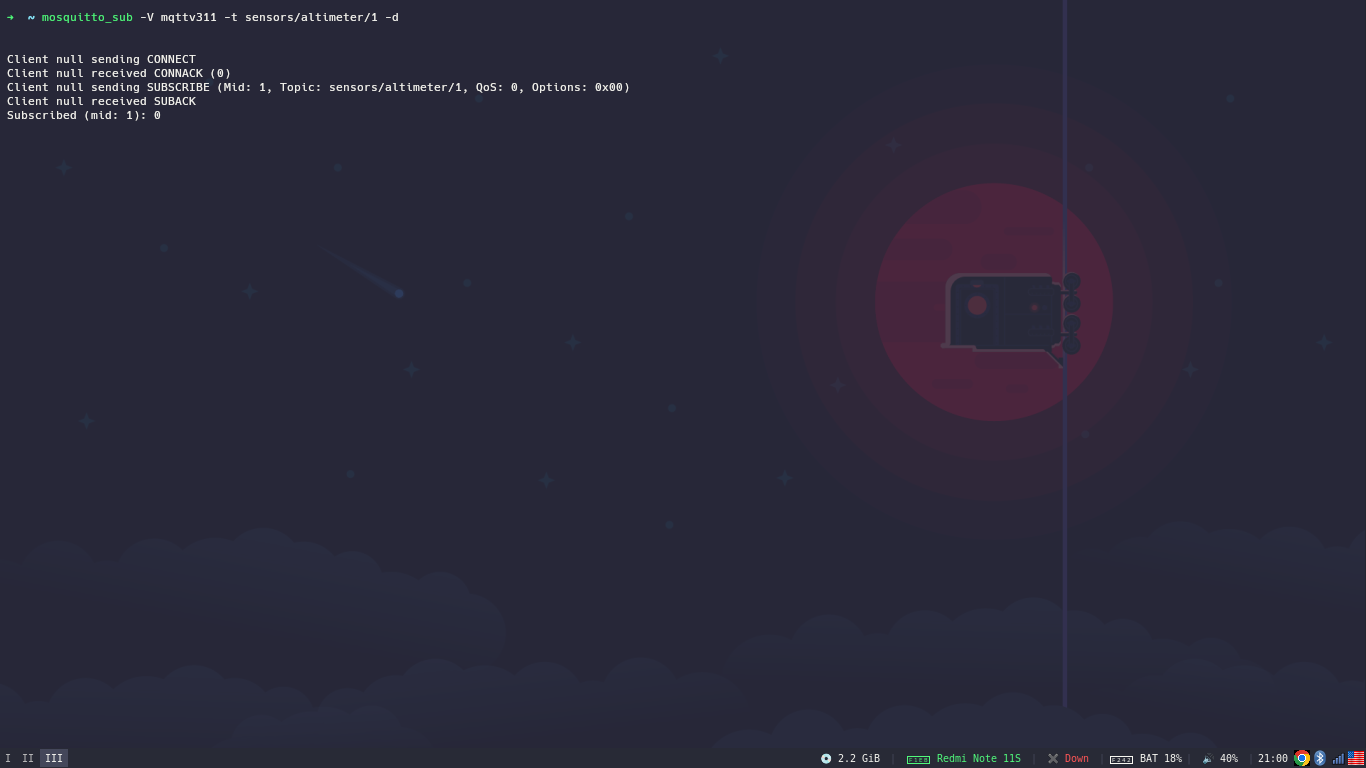 ➜  ~ mosquitto_sub -V mqttv311 -t sensors/altimeter/1 -d
Client null sending CONNECT
Client null received CONNACK (0)
Client null sending SUBSCRIBE (Mid: 1, Topic: sensors/altimeter/1, QoS: 0, Options: 0x00)
Client null received SUBACK
Subscribed (mid: 1): 0
I II III 2.2 GiB | Redmi Note 11S | Down | F242 BAT 18% | 40% | 21:00